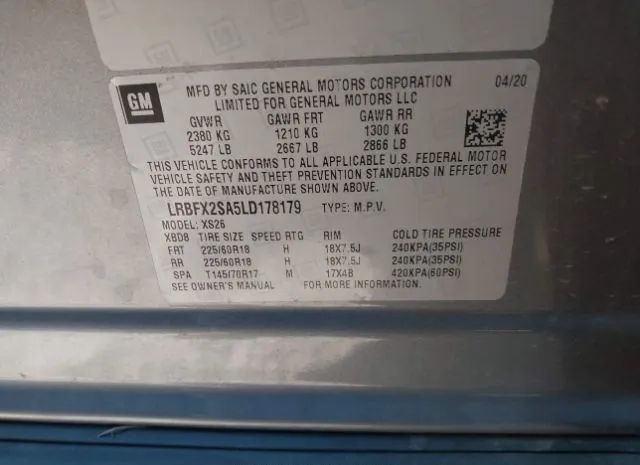 GM
MFD BY SAIC GENERAL MOTORS CORPORATION 04/20
LIMITED FOR GENERAL MOTORS LLC
GVWR GAWR FRT GAWR RR
2380 KG 1210 KG 1300 KG
5247 LB 2667 LB 2866 LB
THIS VEHICLE CONFORMS TO ALL APPLICABLE U.S. FEDERAL MOTOR
VEHICLE SAFETY AND THEFT PREVENTION STANDARDS IN EFFECT ON
THE DATE OF MANUFACTURE SHOWN ABOVE.
LRBFX2SA5LD178179 TYPE: M.P.V.
MODEL: XS26
XBD8 TIRE SIZE SPEED RTG RIM COLD TIRE PRESSURE
FRT 225/60R18 H 18X7.5J 240KPA(35PSI)
RR 225/60R18 H 18X7.5J 240KPA(35PSI)
SPA T145/70R17 M 17X4B 420KPA(60PSI)
SEE OWNER'S MANUAL FOR MORE INFORMATION.